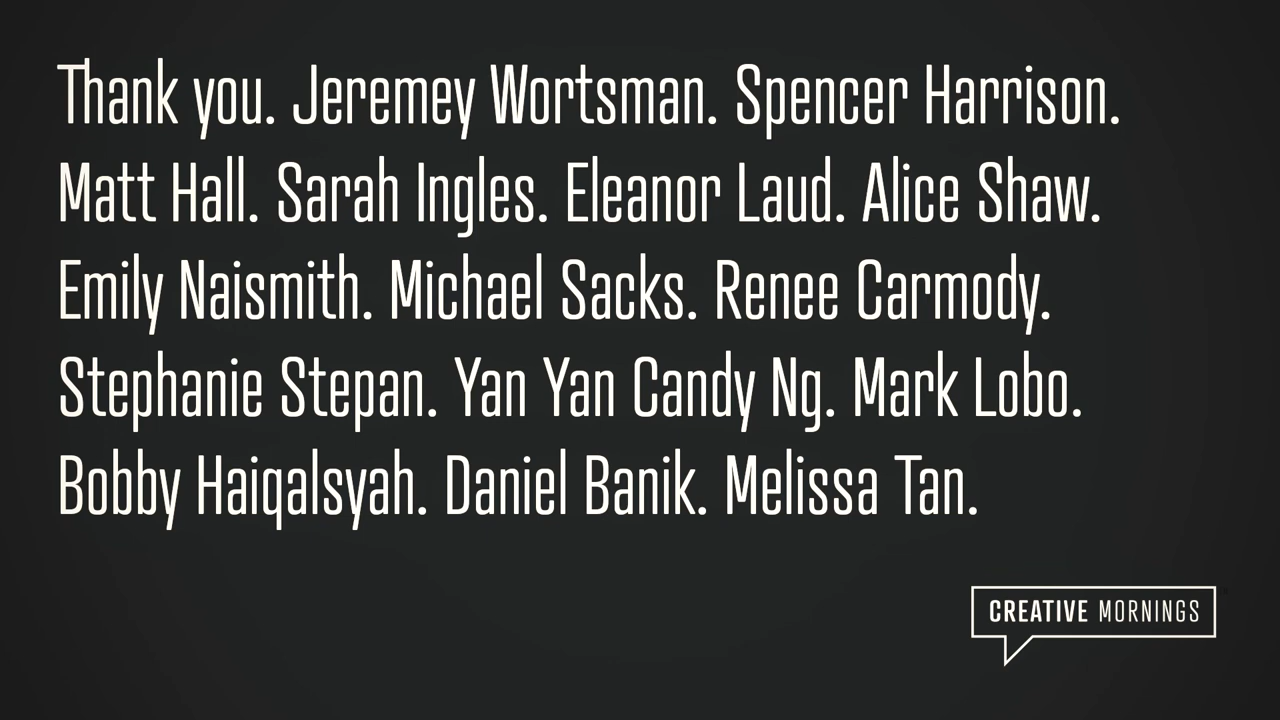 Thank you. Jeremey Wortsman. Spencer Harrison.
Matt Hall. Sarah Ingles. Eleanor Laud. Alice Shaw.
Emily Naismith. Michael Sacks. Renee Carmody.
Stephanie Stepan. Yan Yan Candy Ng. Mark Lobo.
Bobby Haiqalsyah. Daniel Banik. Melissa Tan.
CREATIVE MORNINGS